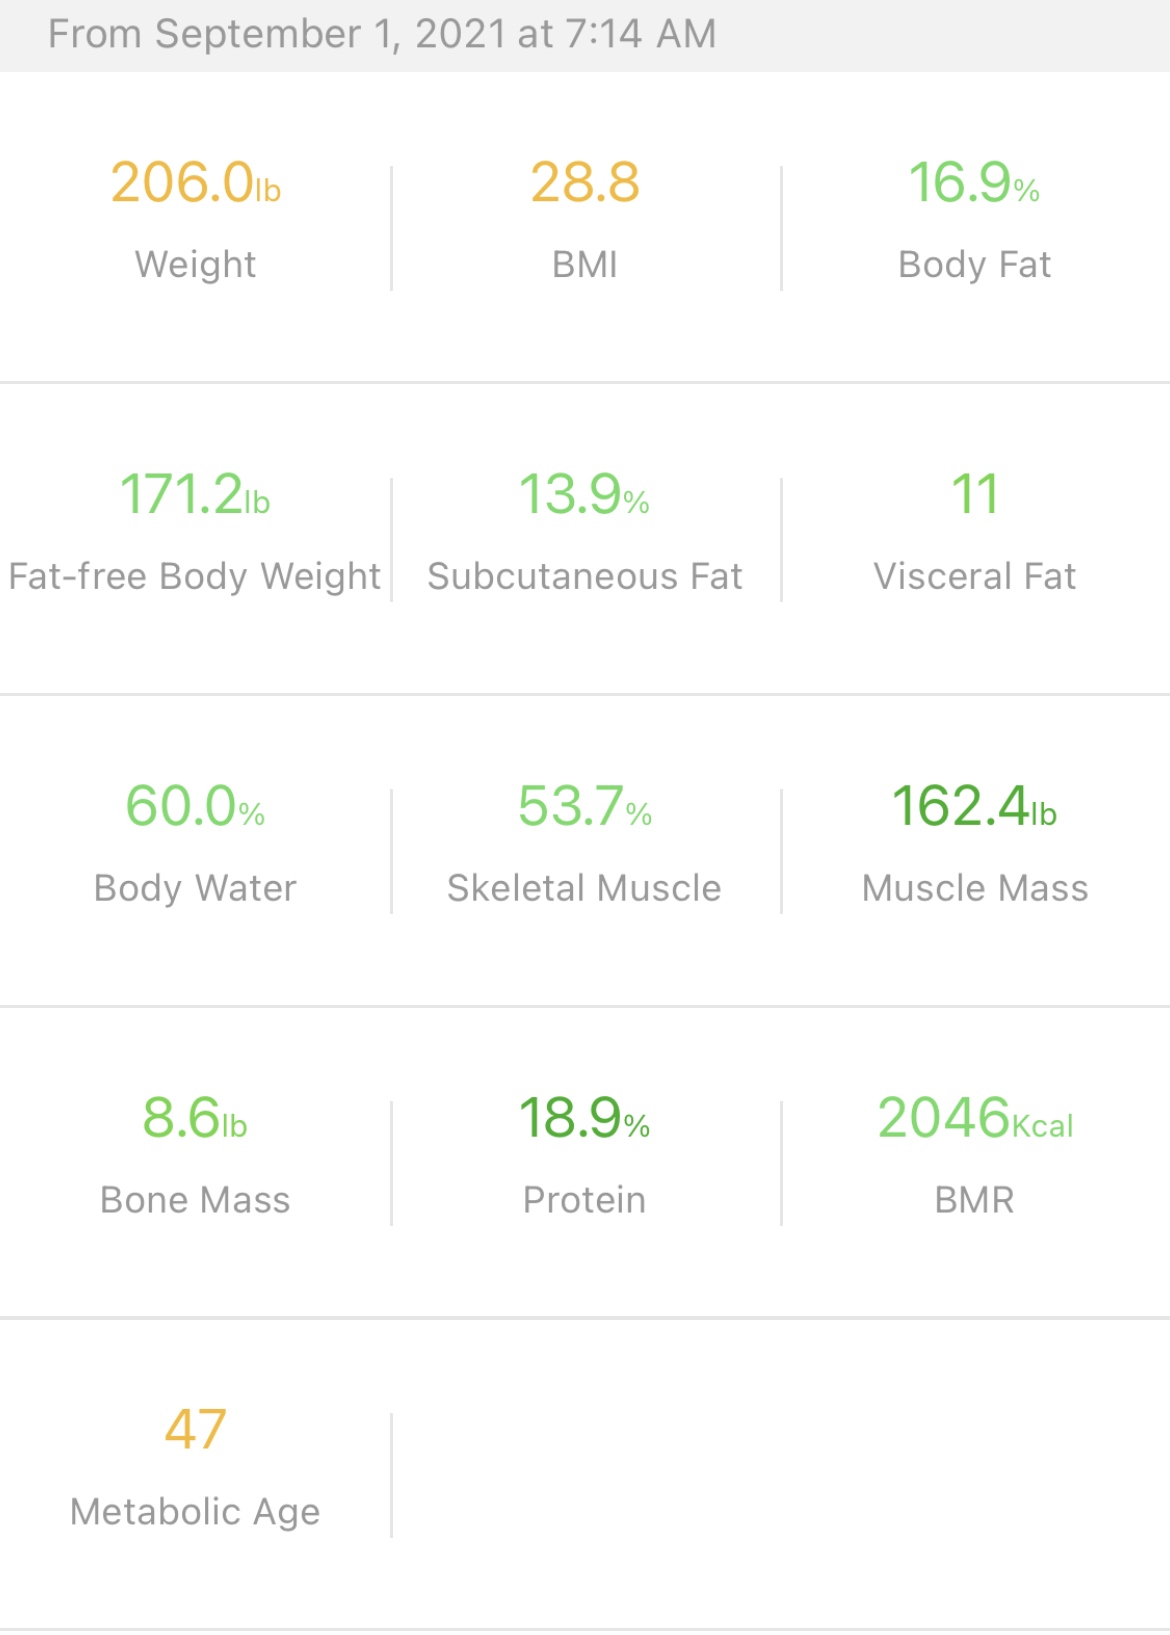 From September 1, 2021 at 7:14 AM
206.0lb 28.8 16.9%
Weight BMI Body Fat
171.2lb 13.9% 11
Fat-free Body Weight Subcutaneous Fat Visceral Fat
60.0% 53.7% 162.4lb
Body Water Skeletal Muscle Muscle Mass
8.6lb 18.9% 2046Kcal
Bone Mass Protein BMR
47
Metabolic Age